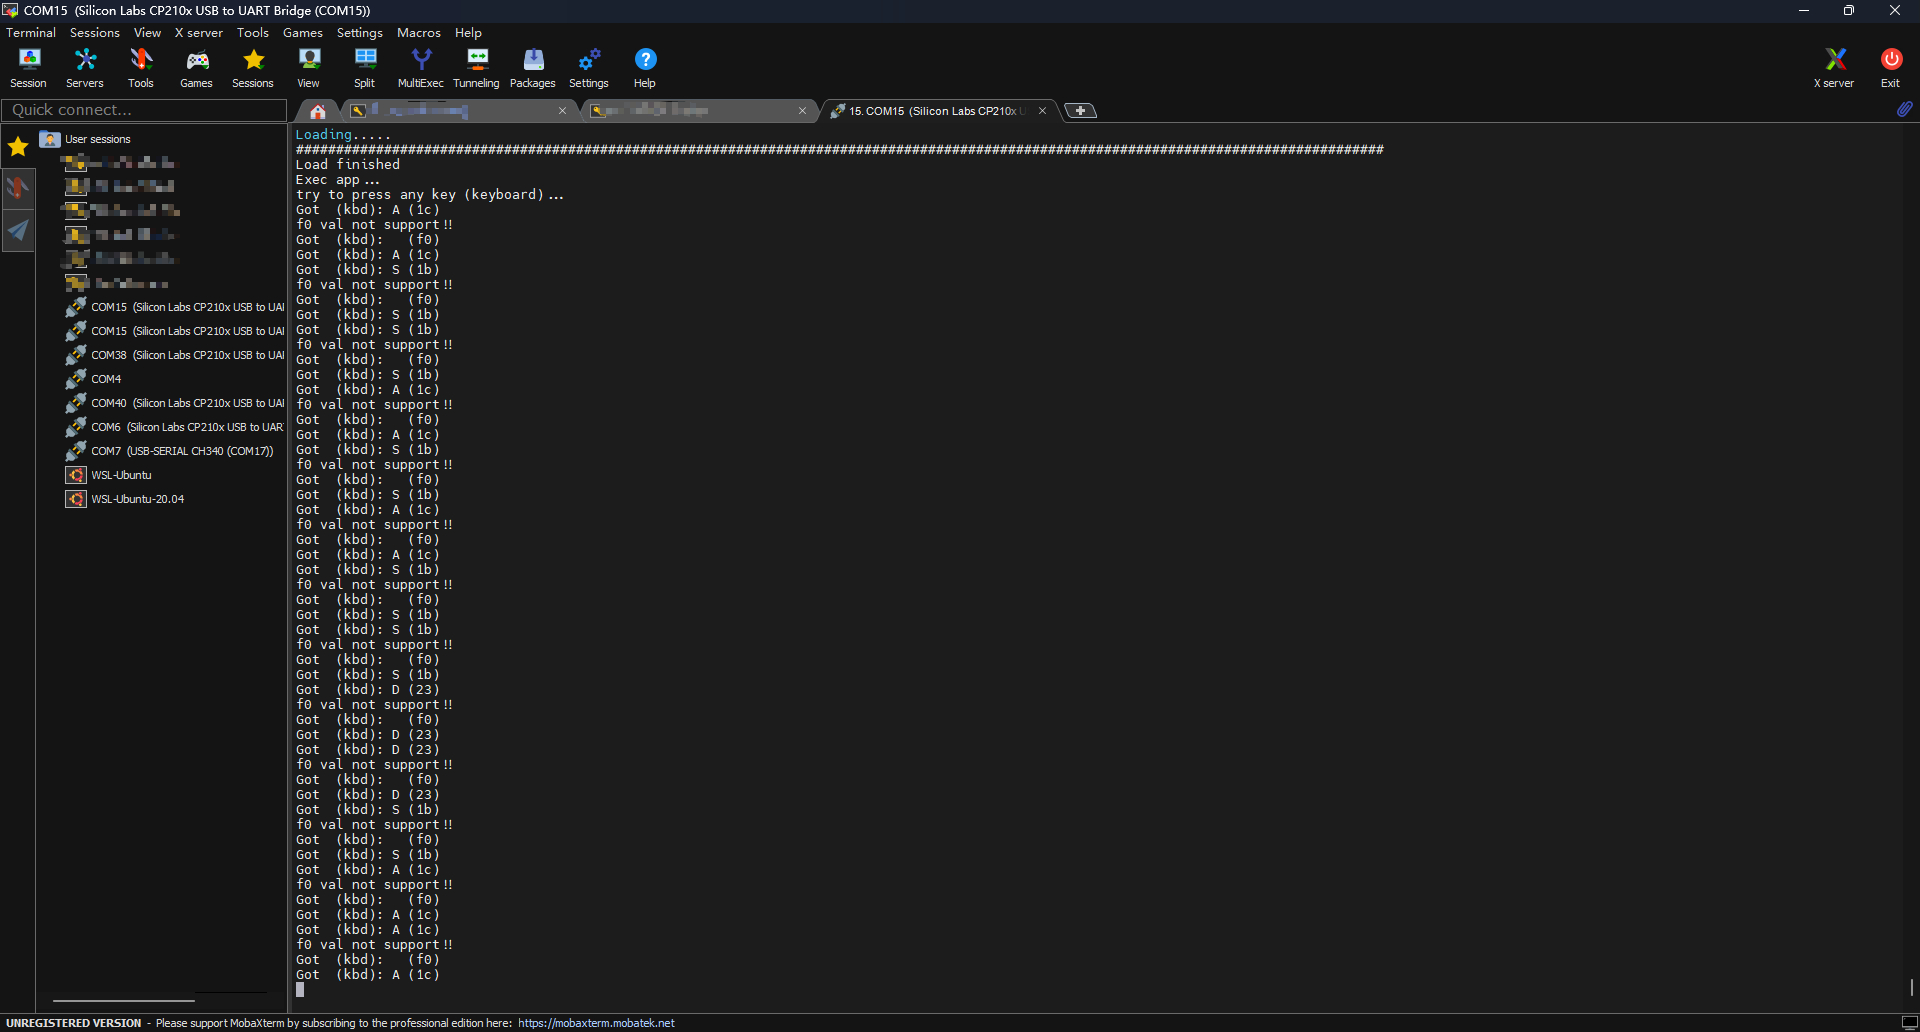 COM15 (Silicon Labs CP210x USB to UART Bridge (COM15))
Terminal Sessions View X server Tools Games Settings Macros Help
Session Servers Tools Games Sessions View Split MultiExec Tunneling Packages Settings Help X server Exit
Quick connect...
15. COM15 (Silicon Labs CP210x U
User sessions
COM15 (Silicon Labs CP210x USB to UAI
COM15 (Silicon Labs CP210x USB to UAI
COM38 (Silicon Labs CP210x USB to UAI
COM4
COM40 (Silicon Labs CP210x USB to UAI
COM6 (Silicon Labs CP210x USB to UAR
COM7 (USB-SERIAL CH340 (COM17))
WSL-Ubuntu
WSL-Ubuntu-20.04
Loading.....
########################################################################################################################################
Load finished
Exec app...
try to press any key (keyboard)...
Got (kbd): A (1c)
f0 val not support!!
Got (kbd): (f0)
Got (kbd): A (1c)
Got (kbd): S (1b)
f0 val not support!!
Got (kbd): (f0)
Got (kbd): S (1b)
Got (kbd): S (1b)
f0 val not support!!
Got (kbd): (f0)
Got (kbd): S (1b)
Got (kbd): A (1c)
f0 val not support!!
Got (kbd): (f0)
Got (kbd): A (1c)
Got (kbd): S (1b)
f0 val not support!!
Got (kbd): (f0)
Got (kbd): S (1b)
Got (kbd): A (1c)
f0 val not support!!
Got (kbd): (f0)
Got (kbd): A (1c)
Got (kbd): S (1b)
f0 val not support!!
Got (kbd): (f0)
Got (kbd): S (1b)
Got (kbd): S (1b)
f0 val not support!!
Got (kbd): (f0)
Got (kbd): S (1b)
Got (kbd): D (23)
f0 val not support!!
Got (kbd): (f0)
Got (kbd): D (23)
Got (kbd): D (23)
f0 val not support!!
Got (kbd): (f0)
Got (kbd): D (23)
Got (kbd): S (1b)
f0 val not support!!
Got (kbd): (f0)
Got (kbd): S (1b)
Got (kbd): A (1c)
f0 val not support!!
Got (kbd): (f0)
Got (kbd): A (1c)
Got (kbd): A (1c)
f0 val not support!!
Got (kbd): (f0)
Got (kbd): A (1c)
UNREGISTERED VERSION - Please support MobaXterm by subscribing to the professional edition here: https://mobaxterm.mobatek.net